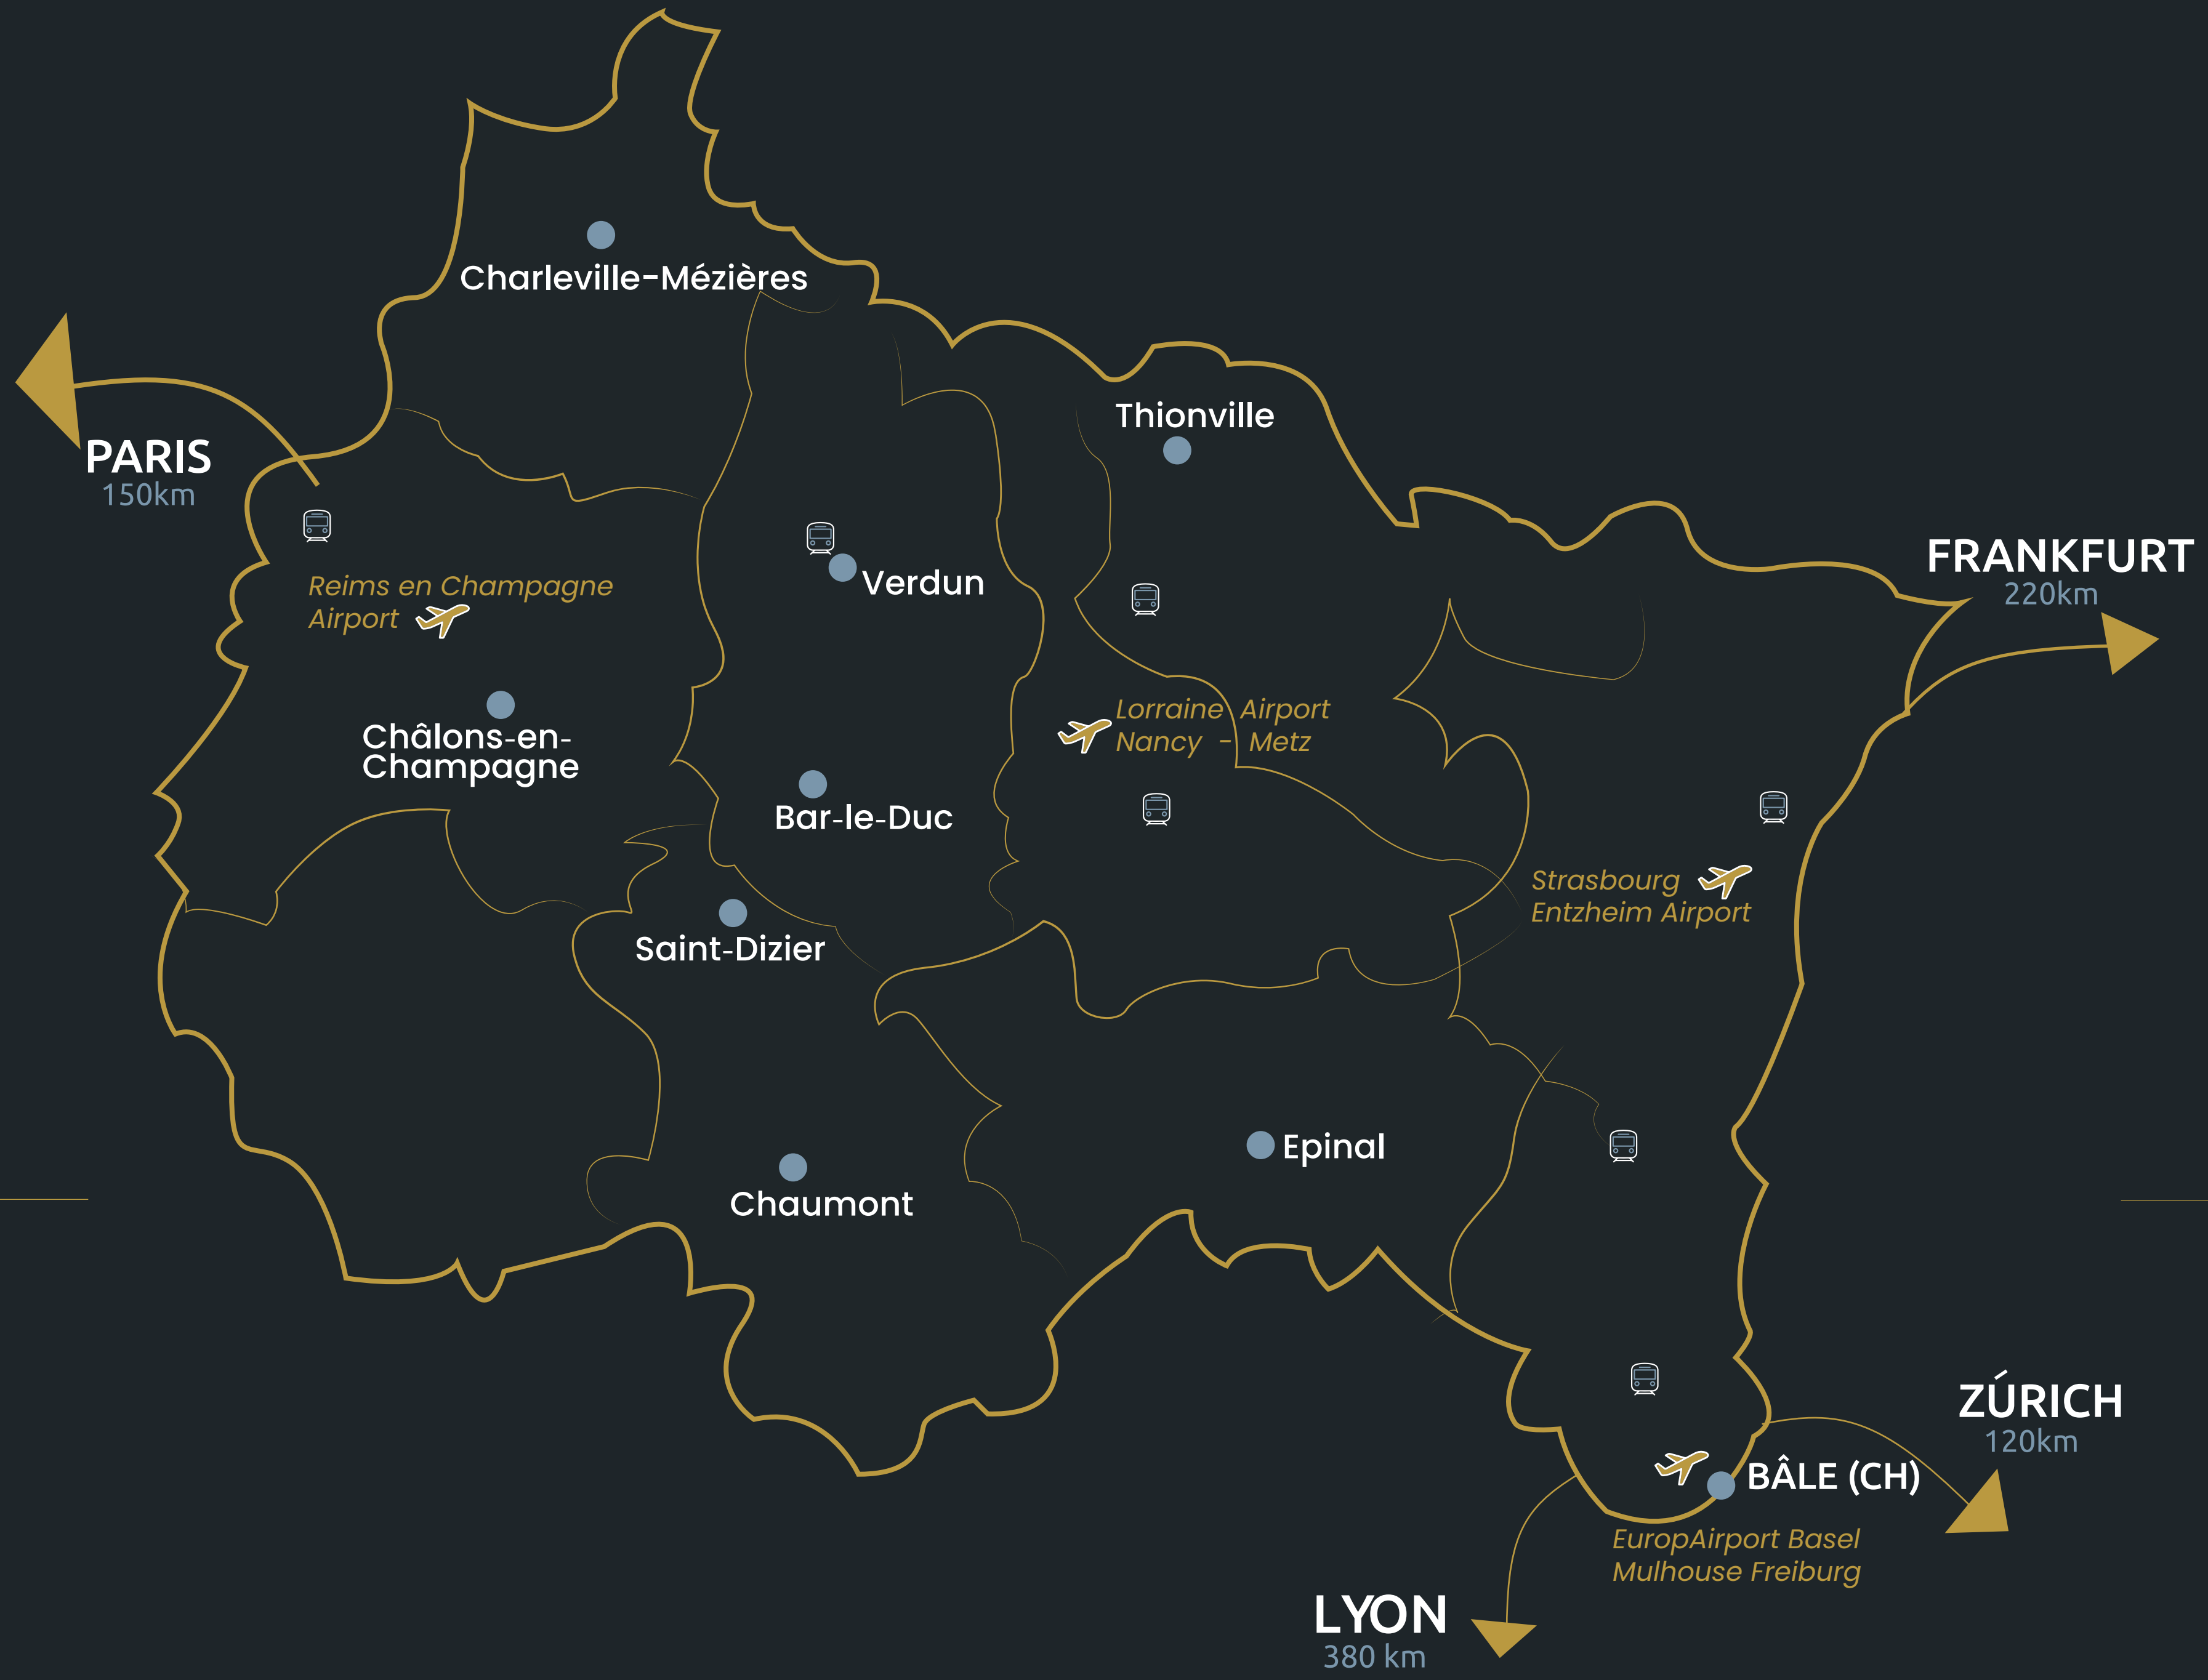 Charleville-Mézières
Thionville
PARIS
150km
FRANKFURT
220km
Verdun
Reims en Champagne
Airport
Lorraine Airport
Nancy - Metz
Châlons-en-
Champagne
Bar-le-Duc
Strasbourg
Entzheim Airport
Saint-Dizier
Epinal
Chaumont
ZÚRICH
120km
BÂLE (CH)
EuropAirport Basel
Mulhouse Freiburg
LYON
380 km